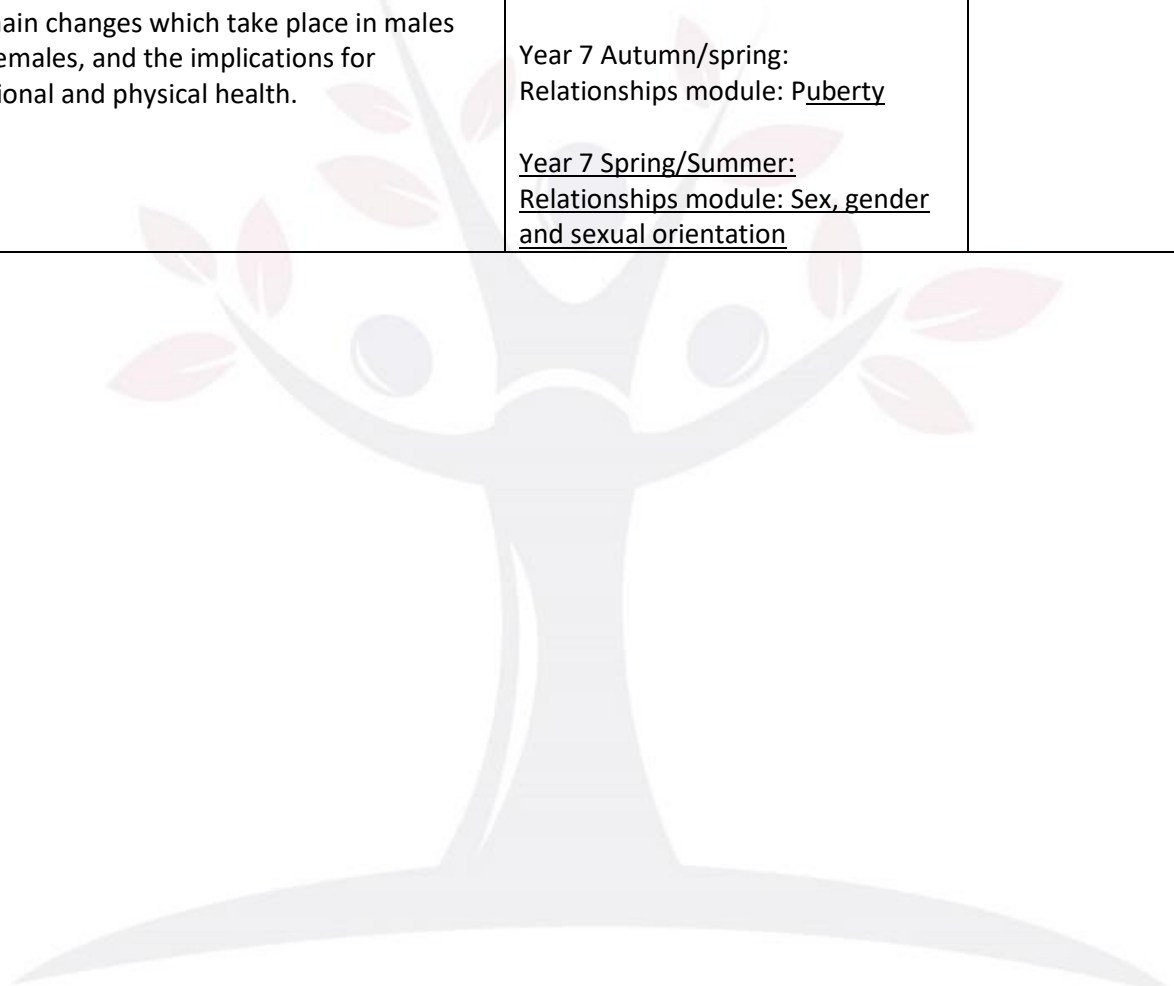 ain changes which take place in males
emales, and the implications for
ional and physical health.
Year 7 Autumn/spring:
Relationships module: Puberty
Year 7 Spring/Summer:
Relationships module: Sex, gender
and sexual orientation